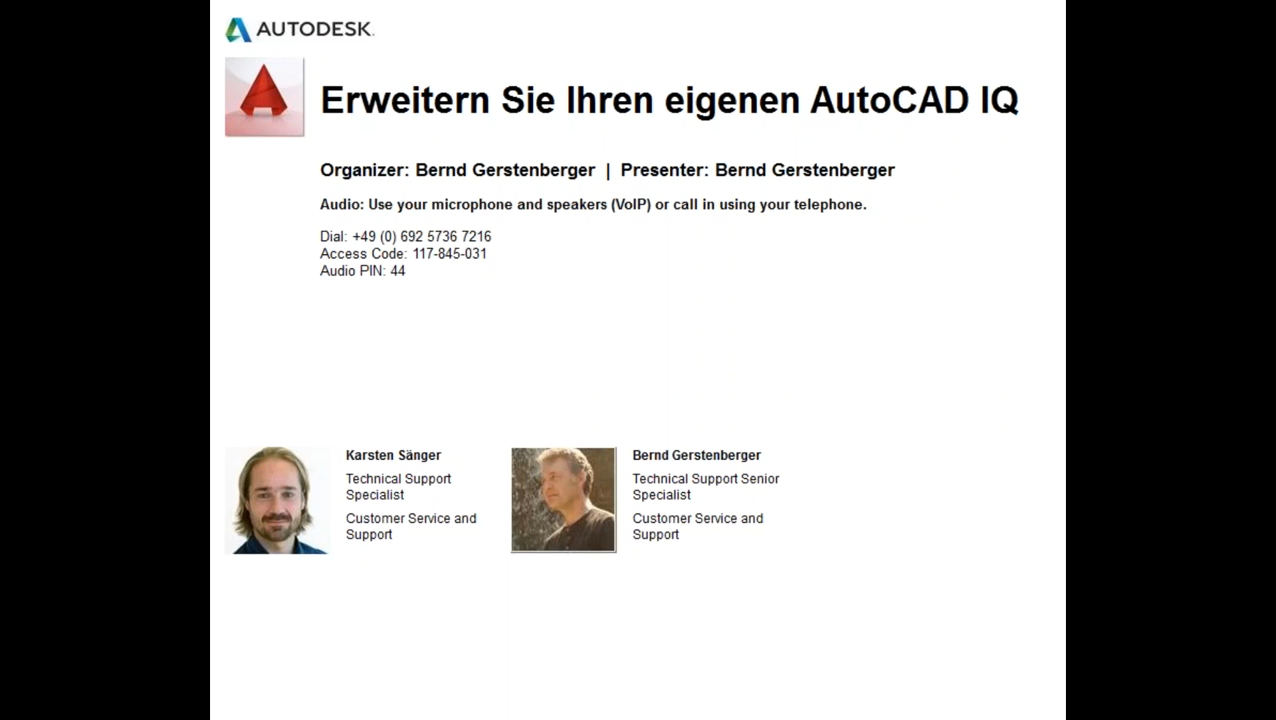 AUTODESK.
Erweitern Sie Ihren eigenen AutoCAD IQ
Organizer: Bernd Gerstenberger | Presenter: Bernd Gerstenberger
Audio: Use your microphone and speakers (VoIP) or call in using your telephone.
Dial: +49 (0) 692 5736 7216
Access Code: 117-845-031
Audio PIN: 44
Karsten Sänger
Technical Support
Specialist
Customer Service and
Support
Bernd Gerstenberger
Technical Support Senior
Specialist
Customer Service and
Support